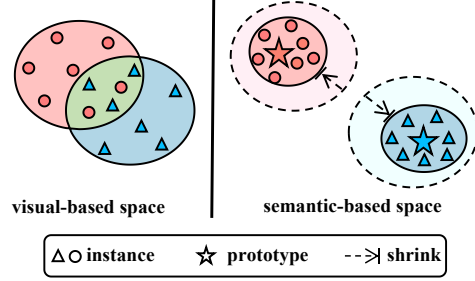 visual-based space
semantic-based space
instance prototype shrink